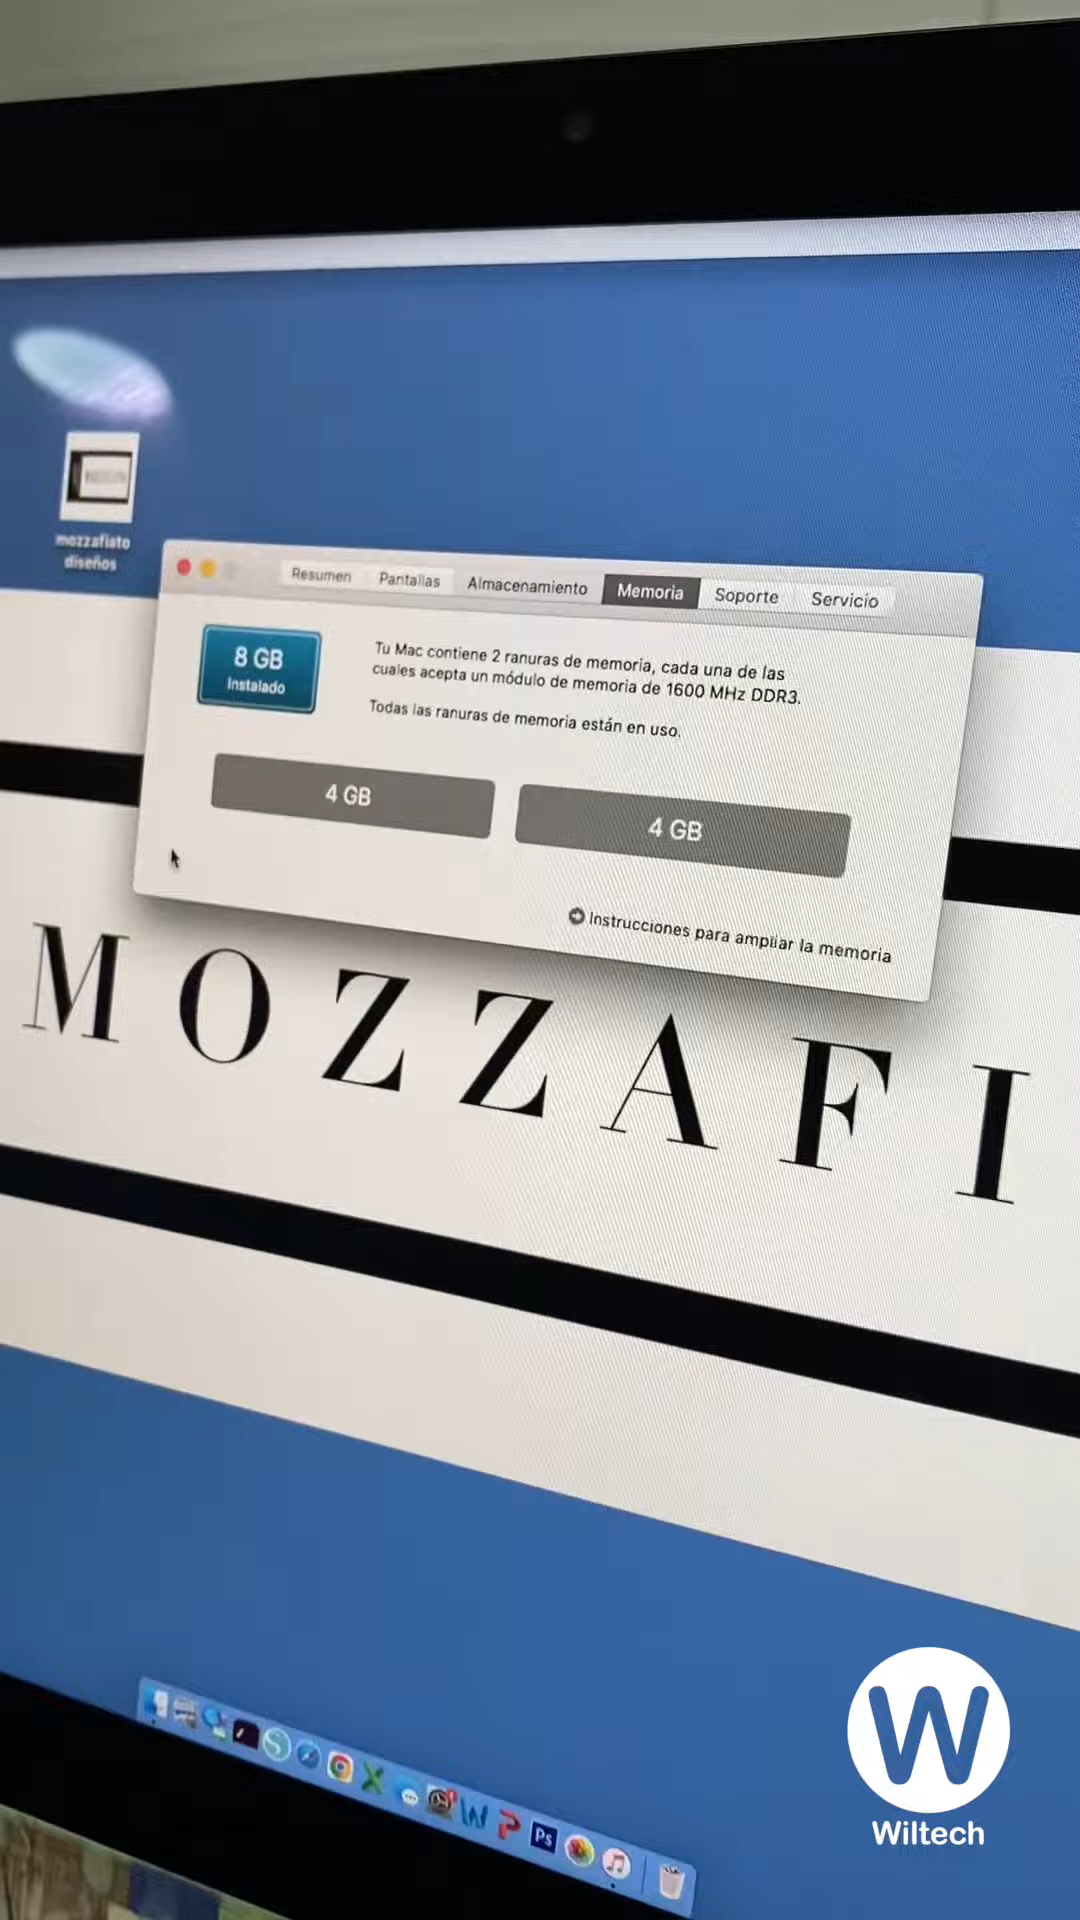 mozzafiato
diseños
Resumen Pantallas Almacenamiento Memoria Soporte Servicio
8 GB
Instalado
Tu Mac contiene 2 ranuras de memoria, cada una de las
cuales acepta un módulo de memoria de 1600 MHz DDR3.
Todas las ranuras de memoria están en uso.
4 GB
4 GB
Instrucciones para ampliar la memoria
MOZZAFI
Ps
W
Wiltech